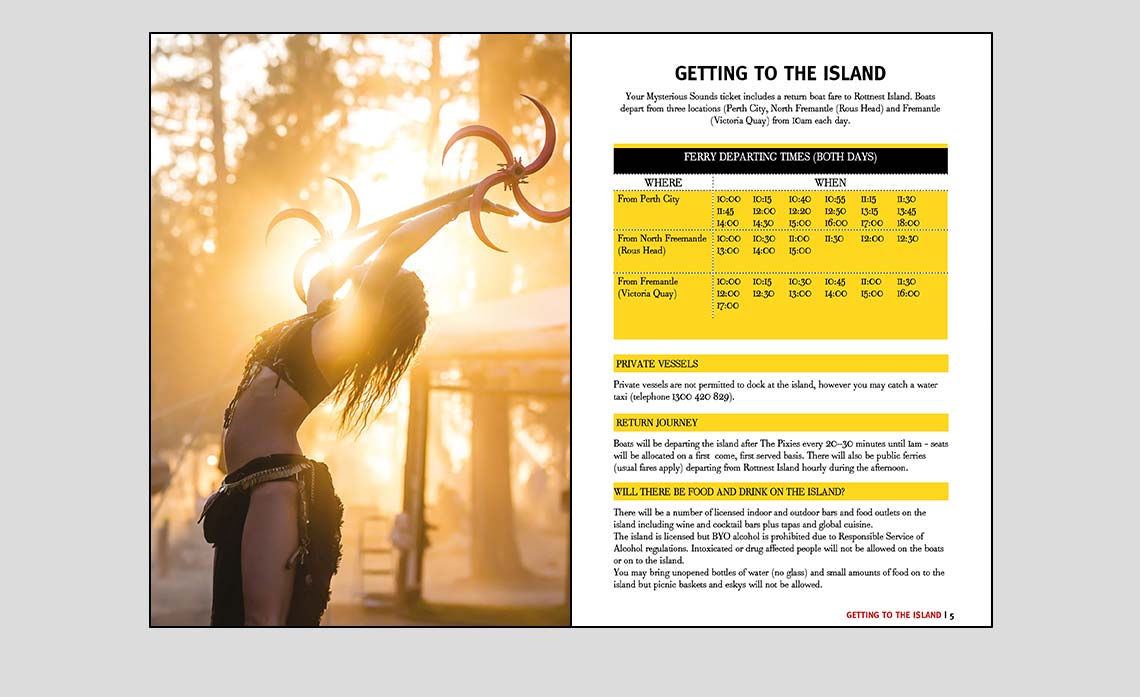 GETTING TO THE ISLAND
Your Mysterious Sounds ticket includes a return boat fare to Rottnest Island. Boats
depart from three locations (Perth City, North Fremantle (Rous Head) and Fremantle
(Victoria Quay) from 10am each day.
FERRY DEPARTING TIMES (BOTH DAYS)
WHERE WHEN
From Perth City 10:00 10:15 10:40 10:55 11:15 11:30
11:45 12:00 12:20 12:50 13:15 13:45
14:00 14:30 15:00 16:00 17:00 18:00
From North Freemantle 10:00 10:30 11:00 11:30 12:00 12:30
(Rous Head) 13:00 14:00 15:00
From Fremantle 10:00 10:15 10:30 10:45 11:00 11:30
(Victoria Quay) 12:00 12:30 13:00 14:00 15:00 16:00
17:00
PRIVATE VESSELS
Private vessels are not permitted to dock at the island, however you may catch a water
taxi (telephone 1300 420 829).
RETURN JOURNEY
Boats will be departing the island after The Pixies every 20–30 minutes until 1am - seats
will be allocated on a first come, first served basis. There will also be public ferries
(usual fares apply) departing from Rottnest Island hourly during the afternoon.
WILL THERE BE FOOD AND DRINK ON THE ISLAND?
There will be a number of licensed indoor and outdoor bars and food outlets on the
island including wine and cocktail bars plus tapas and global cuisine.
The island is licensed but BYO alcohol is prohibited due to Responsible Service of
Alcohol regulations. Intoxicated or drug affected people will not be allowed on the boats
or on to the island.
You may bring unopened bottles of water (no glass) and small amounts of food on to the
island but picnic baskets and eskys will not be allowed.
GETTING TO THE ISLAND | 5